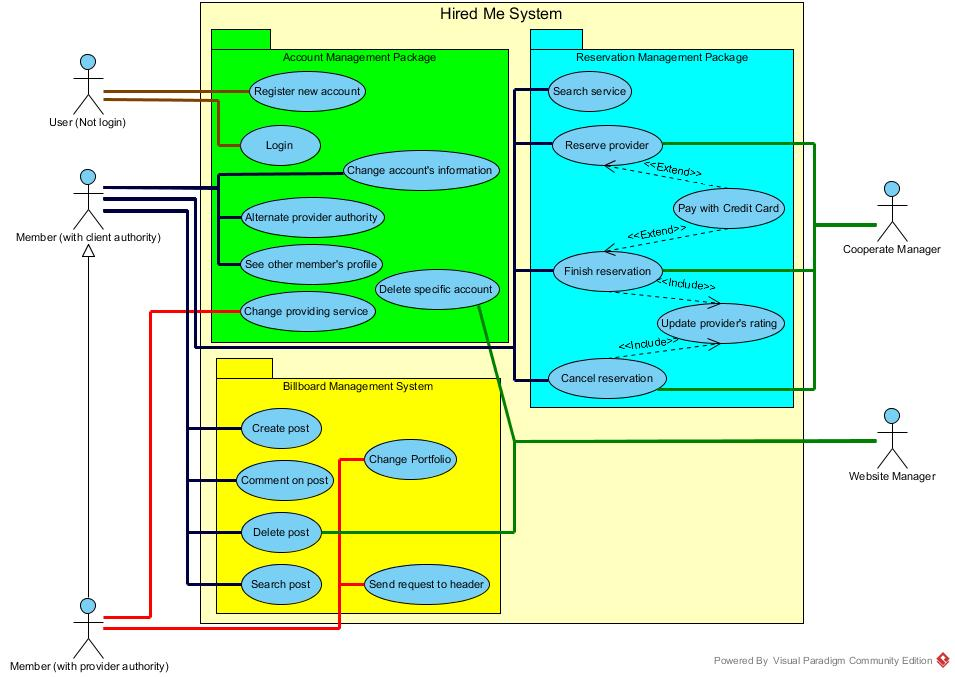 Hired Me System
Account Management Package
Reservation Management Package
Register new account
Search service
User (Not login)
Login
Reserve provider
Change account's information
<<Extend>>
Alternate provider authority
Pay with Credit Card
Member (with client authority)
<<Extend>>
Cooperate Manager
See other member's profile
Finish reservation
Delete specific account
<<Include>>
Change providing service
Update provider's rating
<<Include>>
Cancel reservation
Billboard Management System
Create post
Change Portfolio
Comment on post
Website Manager
Delete post
Search post
Send request to header
Member (with provider authority)
Powered By Visual Paradigm Community Edition